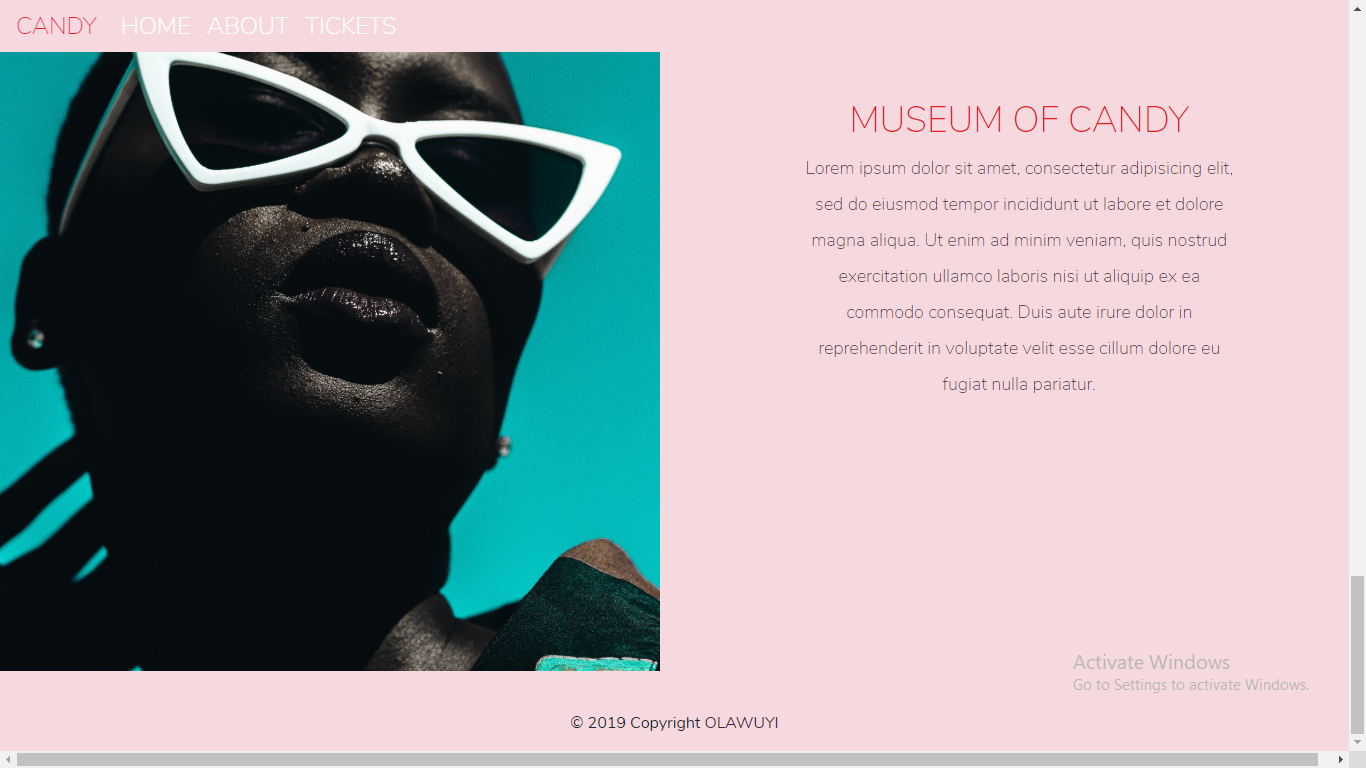 CANDY HOME ABOUT TICKETS
MUSEUM OF CANDY
Lorem ipsum dolor sit amet, consectetur adipisicing elit,
sed do eiusmod tempor incididunt ut labore et dolore
magna aliqua. Ut enim ad minim veniam, quis nostrud
exercitation ullamco laboris nisi ut aliquip ex ea
commodo consequat. Duis aute irure dolor in
reprehenderit in voluptate velit esse cillum dolore eu
fugiat nulla pariatur.
Activate Windows
Go to Settings to activate Windows.
© 2019 Copyright OLAWUYI